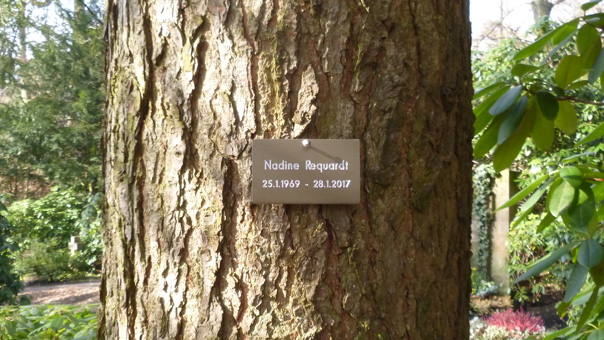 Nadine Requardt
25.1.1969 - 28.1.2017